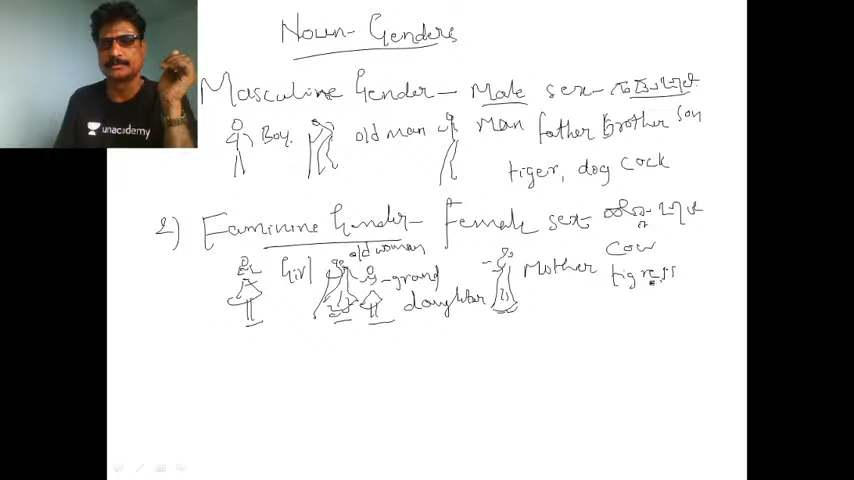 unacademy
Noun- Genders
Masculine Gender- Male sex-
Boy. old man man father Brother son
tiger, dog cock
2) Faminine Gender- Female sex-
old woman cow
Girl -grand Mother tigress
daughter